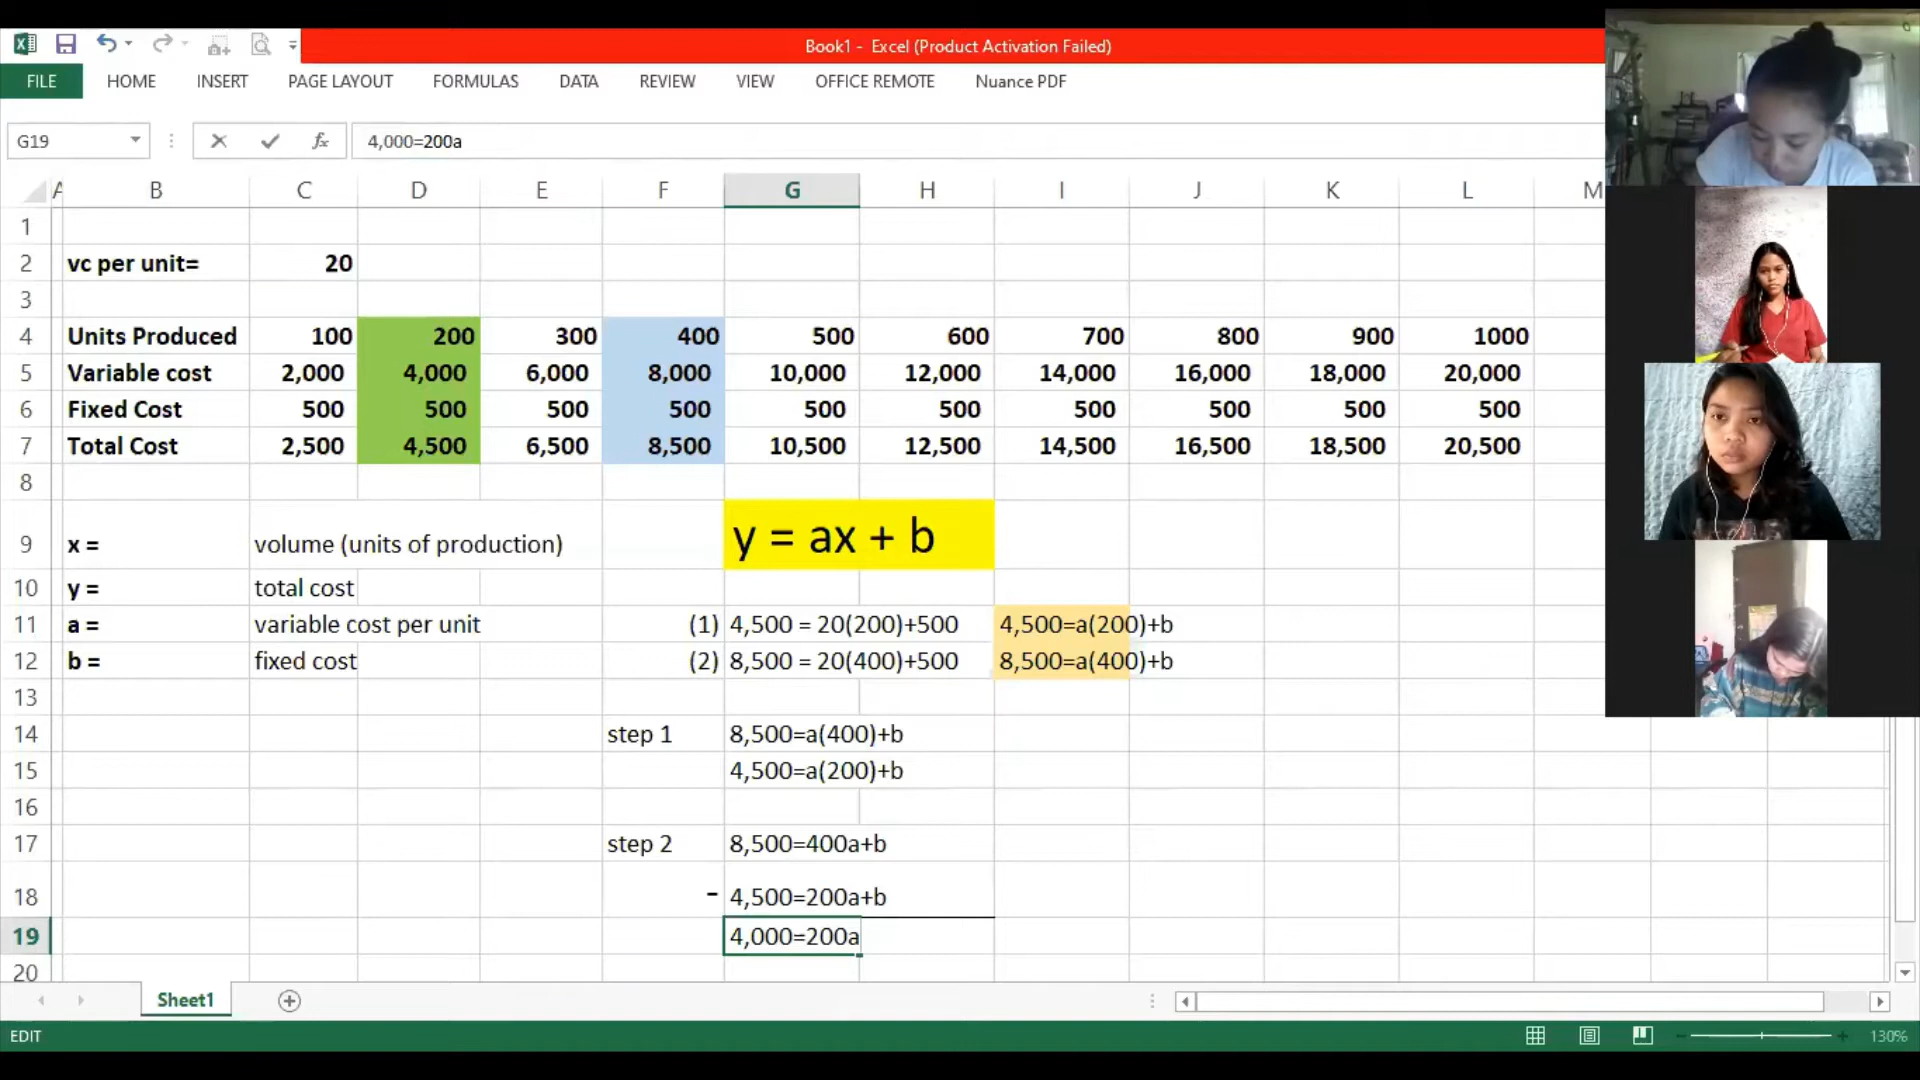 Book1 - Excel (Product Activation Failed)
FILE HOME INSERT PAGE LAYOUT FORMULAS DATA REVIEW VIEW OFFICE REMOTE Nuance PDF
G19 fx 4,000=200a
A B C D E F G H I J K L M
1
2 vc per unit= 20
3
4 Units Produced 100 200 300 400 500 600 700 800 900 1000
5 Variable cost 2,000 4,000 6,000 8,000 10,000 12,000 14,000 16,000 18,000 20,000
6 Fixed Cost 500 500 500 500 500 500 500 500 500 500
7 Total Cost 2,500 4,500 6,500 8,500 10,500 12,500 14,500 16,500 18,500 20,500
8
9 x = volume (units of production) y = ax + b
10 y = total cost
11 a = variable cost per unit (1) 4,500 = 20(200)+500 4,500=a(200)+b
12 b = fixed cost (2) 8,500 = 20(400)+500 8,500=a(400)+b
13
14 step 1 8,500=a(400)+b
15 4,500=a(200)+b
16
17 step 2 8,500=400a+b
18 - 4,500=200a+b
19 4,000=200a
20
Sheet1
EDIT 130%